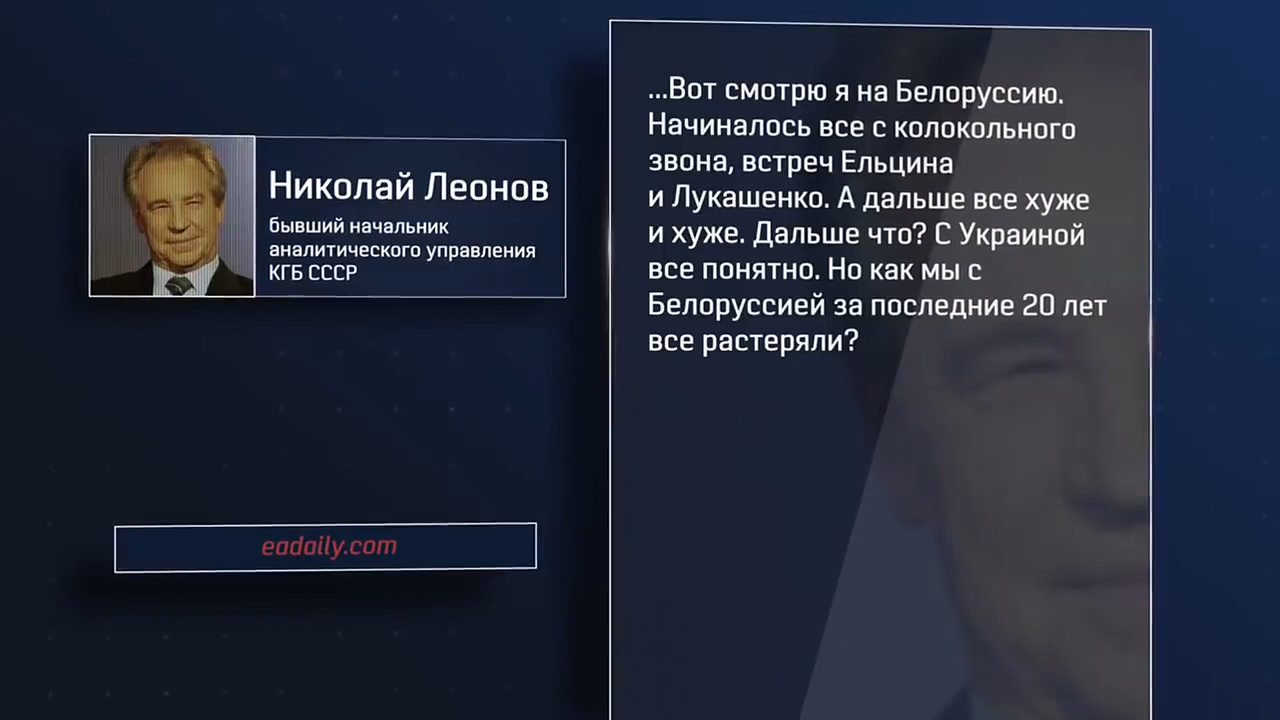 Николай Леонов
бывший начальник
аналитического управления
КГБ СССР
eadaily.com
...Вот смотрю я на Белоруссию.
Начиналось все с колокольного
звона, встреч Ельцина
и Лукашенко. А дальше все хуже
и хуже. Дальше что? С Украиной
все понятно. Но как мы с
Белоруссией за последние 20 лет
все растеряли?